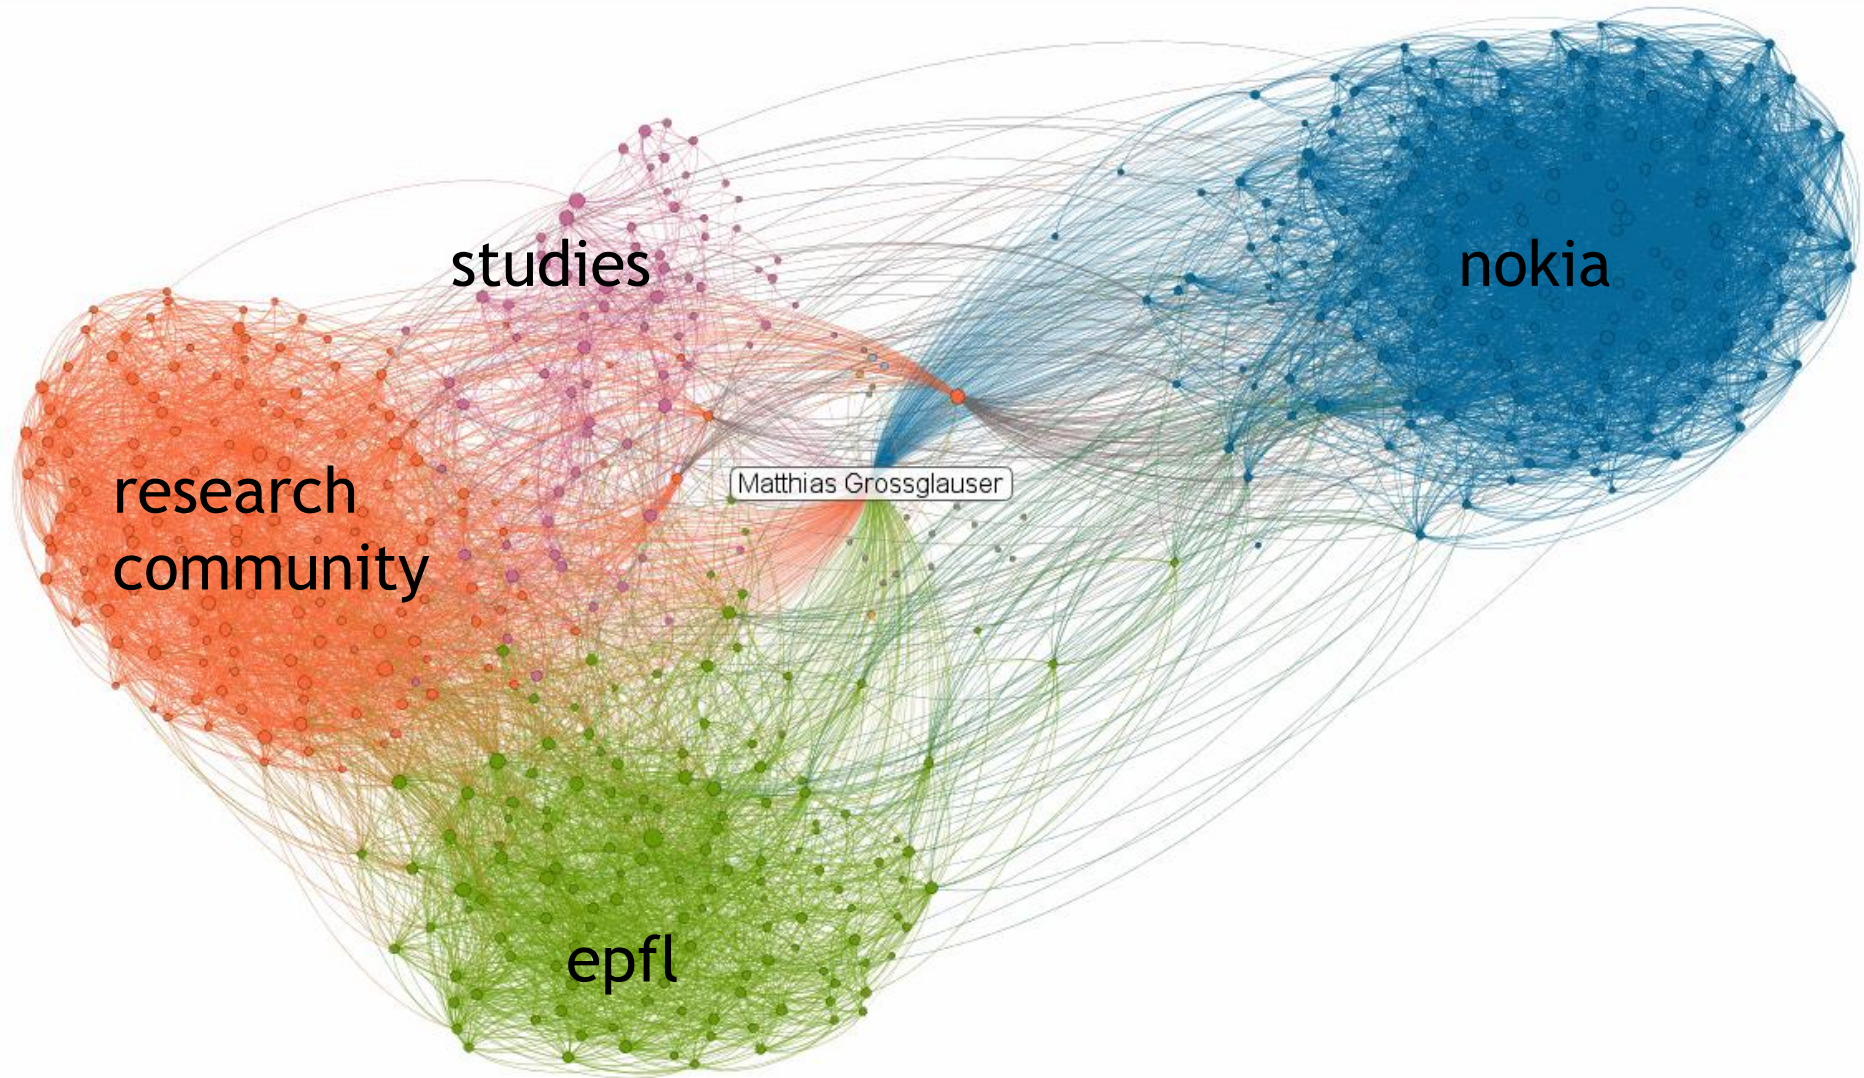 studies
nokia
research
community
Matthias Grossglauser
epfl